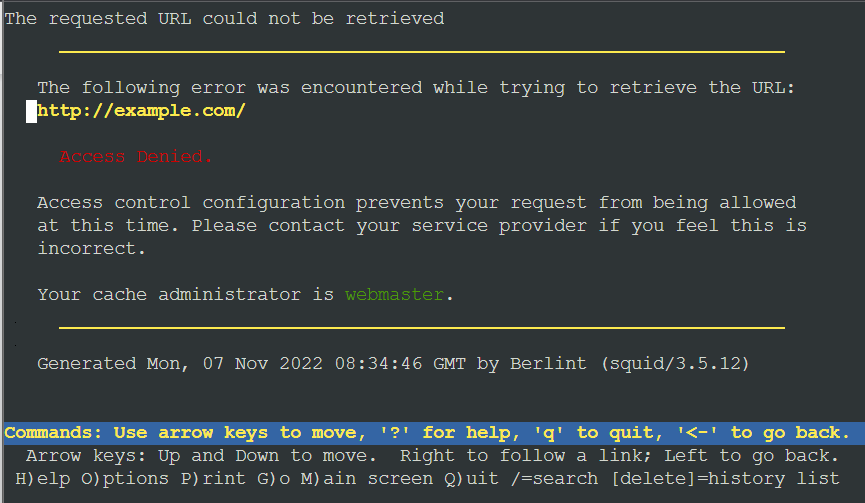 The requested URL could not be retrieved
The following error was encountered while trying to retrieve the URL:
http://example.com/
Access Denied.
Access control configuration prevents your request from being allowed
at this time. Please contact your service provider if you feel this is
incorrect.
Your cache administrator is webmaster.
Generated Mon, 07 Nov 2022 08:34:46 GMT by Berlint (squid/3.5.12)
Commands: Use arrow keys to move, '?' for help, 'q' to quit, '<-' to go back.
Arrow keys: Up and Down to move.  Right to follow a link; Left to go back.
H)elp O)ptions P)rint G)o M)ain screen Q)uit /=search [delete]=history list